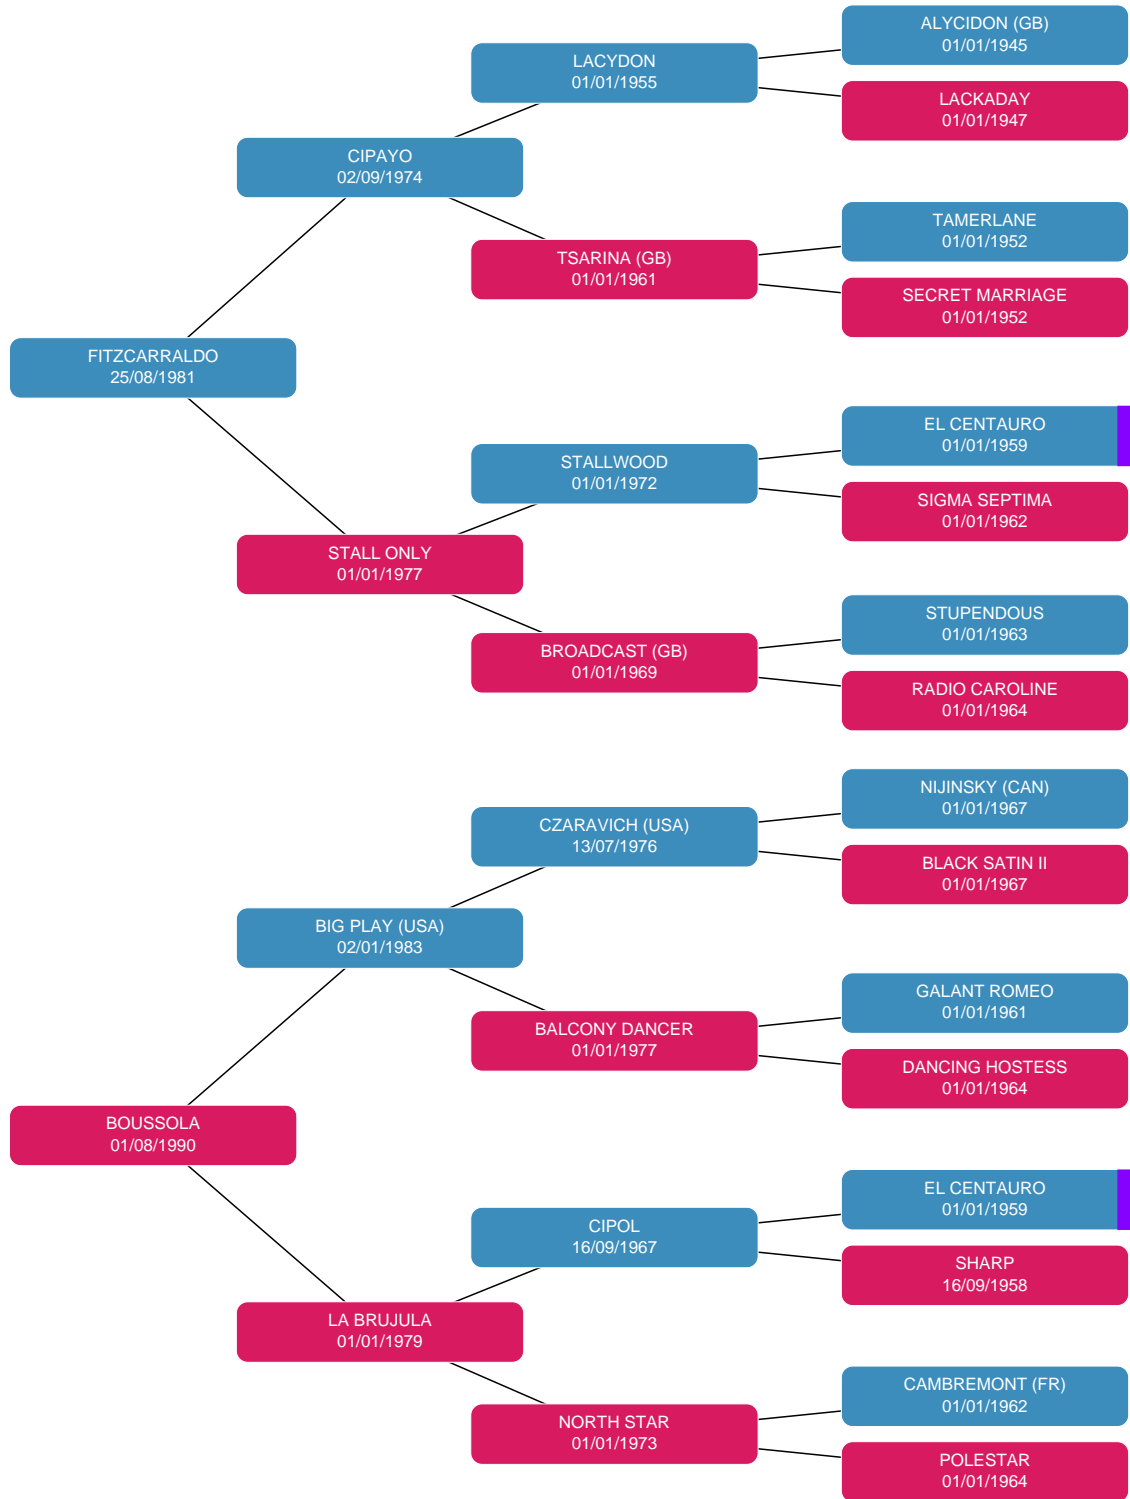 ALYCIDON (GB)
01/01/1945
LACYDON
01/01/1955
LACKADAY
01/01/1947
CIPAYO
02/09/1974
TAMERLANE
01/01/1952
TSARINA (GB)
01/01/1961
SECRET MARRIAGE
01/01/1952
FITZCARRALDO
25/08/1981
EL CENTAURO
01/01/1959
STALLWOOD
01/01/1972
SIGMA SEPTIMA
01/01/1962
STALL ONLY
01/01/1977
STUPENDOUS
01/01/1963
BROADCAST (GB)
01/01/1969
RADIO CAROLINE
01/01/1964
NIJINSKY (CAN)
01/01/1967
CZARAVICH (USA)
13/07/1976
BLACK SATIN II
01/01/1967
BIG PLAY (USA)
02/01/1983
GALANT ROMEO
01/01/1961
BALCONY DANCER
01/01/1977
DANCING HOSTESS
01/01/1964
BOUSSOLA
01/08/1990
EL CENTAURO
01/01/1959
CIPOL
16/09/1967
SHARP
16/09/1958
LA BRUJULA
01/01/1979
CAMBREMONT (FR)
01/01/1962
NORTH STAR
01/01/1973
POLESTAR
01/01/1964